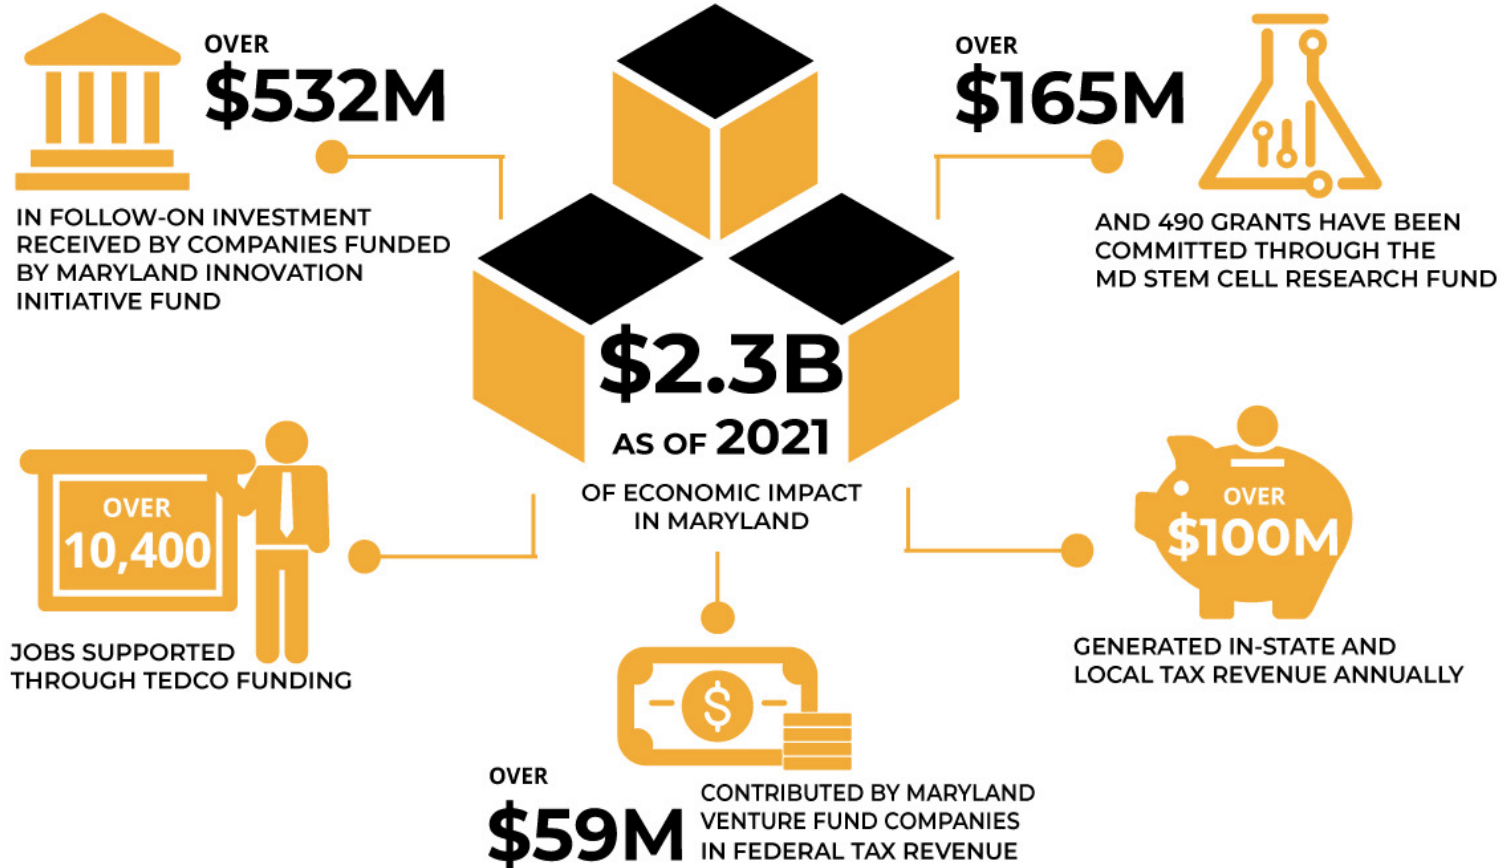 OVER
$532M
IN FOLLOW-ON INVESTMENT
RECEIVED BY COMPANIES FUNDED
BY MARYLAND INNOVATION
INITIATIVE FUND
OVER
$165M
AND 490 GRANTS HAVE BEEN
COMMITTED THROUGH THE
MD STEM CELL RESEARCH FUND
$2.3B
AS OF 2021
OF ECONOMIC IMPACT
IN MARYLAND
OVER
10,400
JOBS SUPPORTED
THROUGH TEDCO FUNDING
OVER
$100M
GENERATED IN-STATE AND
LOCAL TAX REVENUE ANNUALLY
$
OVER
$59M
CONTRIBUTED BY MARYLAND
VENTURE FUND COMPANIES
IN FEDERAL TAX REVENUE